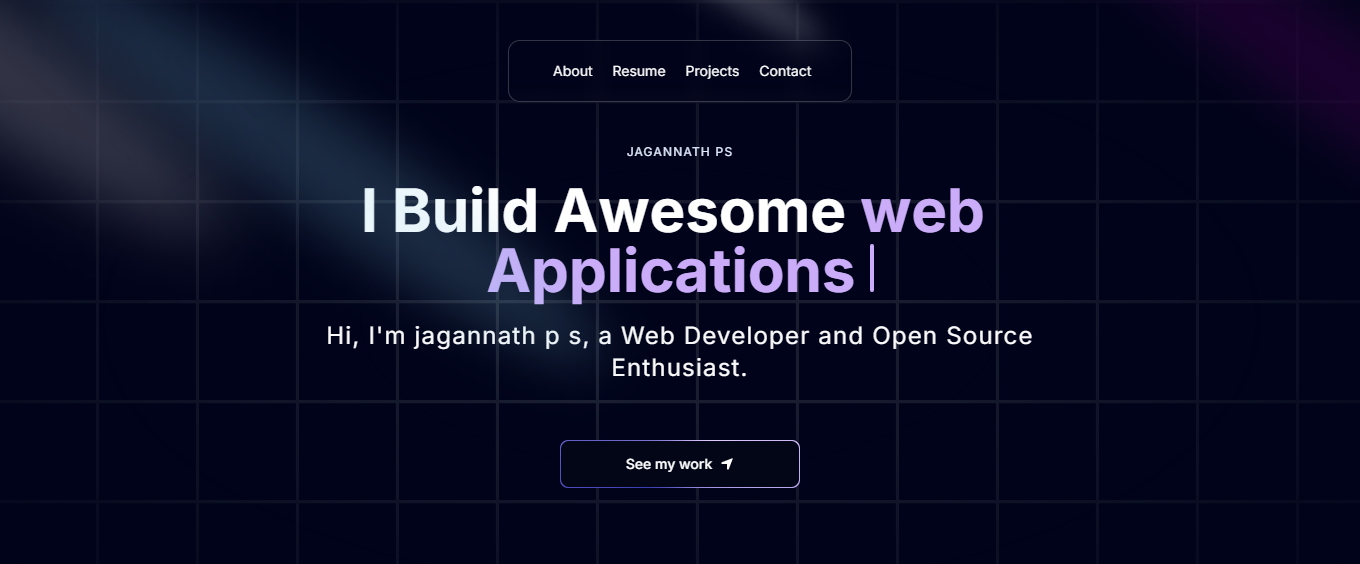 About Resume Projects Contact
JAGANNATH PS
I Build Awesome web
Applications
Hi, I'm jagannath p s, a Web Developer and Open Source
Enthusiast.
See my work